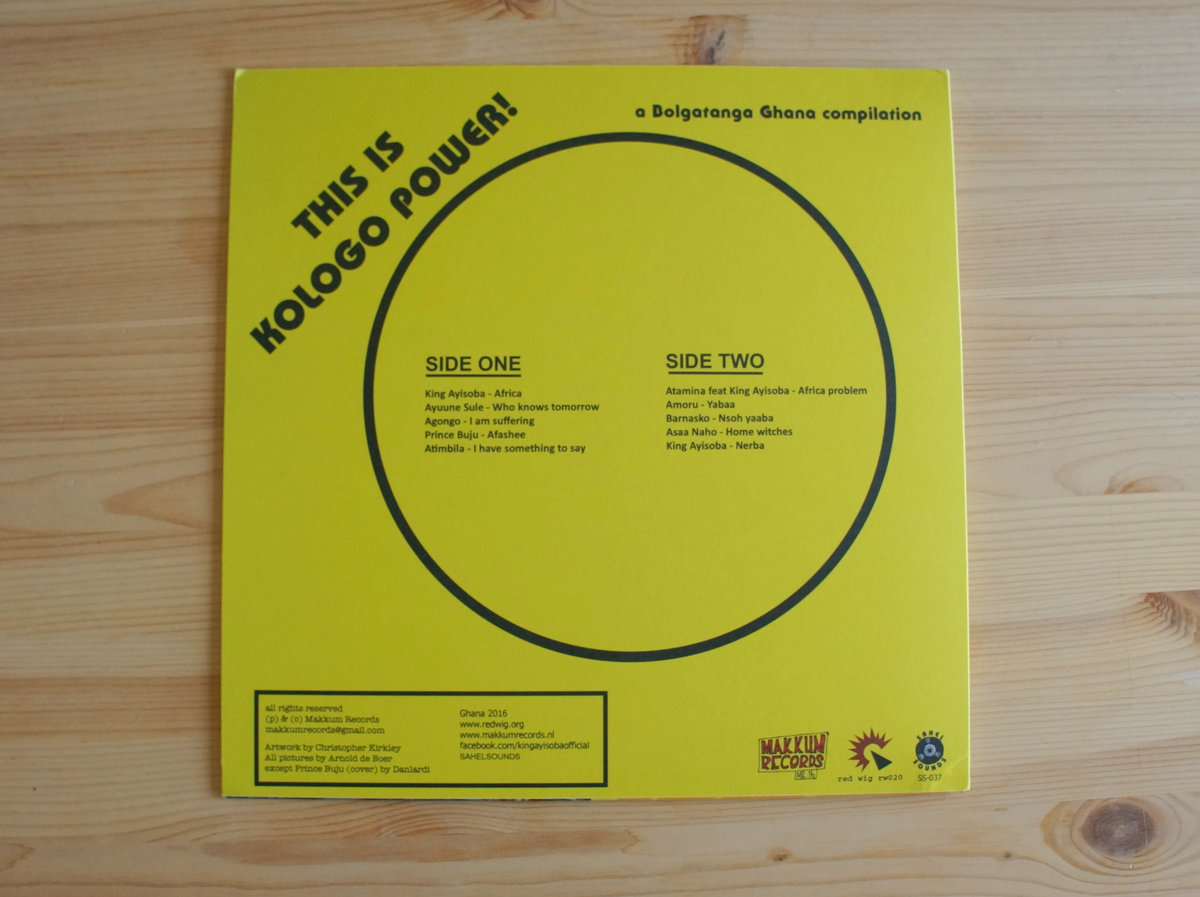 THIS IS
KOLOGO POWER!
a Bolgatanga Ghana compilation
SIDE ONE
King Ayisoba - Africa
Ayuune Sule - Who knows tomorrow
Agongo - I am suffering
Prince Buju - Afashee
Atimbila - I have something to say
SIDE TWO
Atamina feat King Ayisoba - Africa problem
Amoru - Yabaa
Barnasko - Nsoh yaaba
Asaa Naho - Home witches
King Ayisoba - Nerba
all rights reserved
(p) & (c) Makkum Records
makkumrecords@gmail.com
Artwork by Christopher Kirkley
All pictures by Arnold de Boer
except Prince Buju (cover) by Danlardi
Ghana 2016
www.redwig.org
www.makkumrecords.nl
facebook.com/kingayisobaofficial
SAHELSOUNDS
MAKKUM
RECORDS
red wig rw020
SAHEL
SOUNDS
SS-037